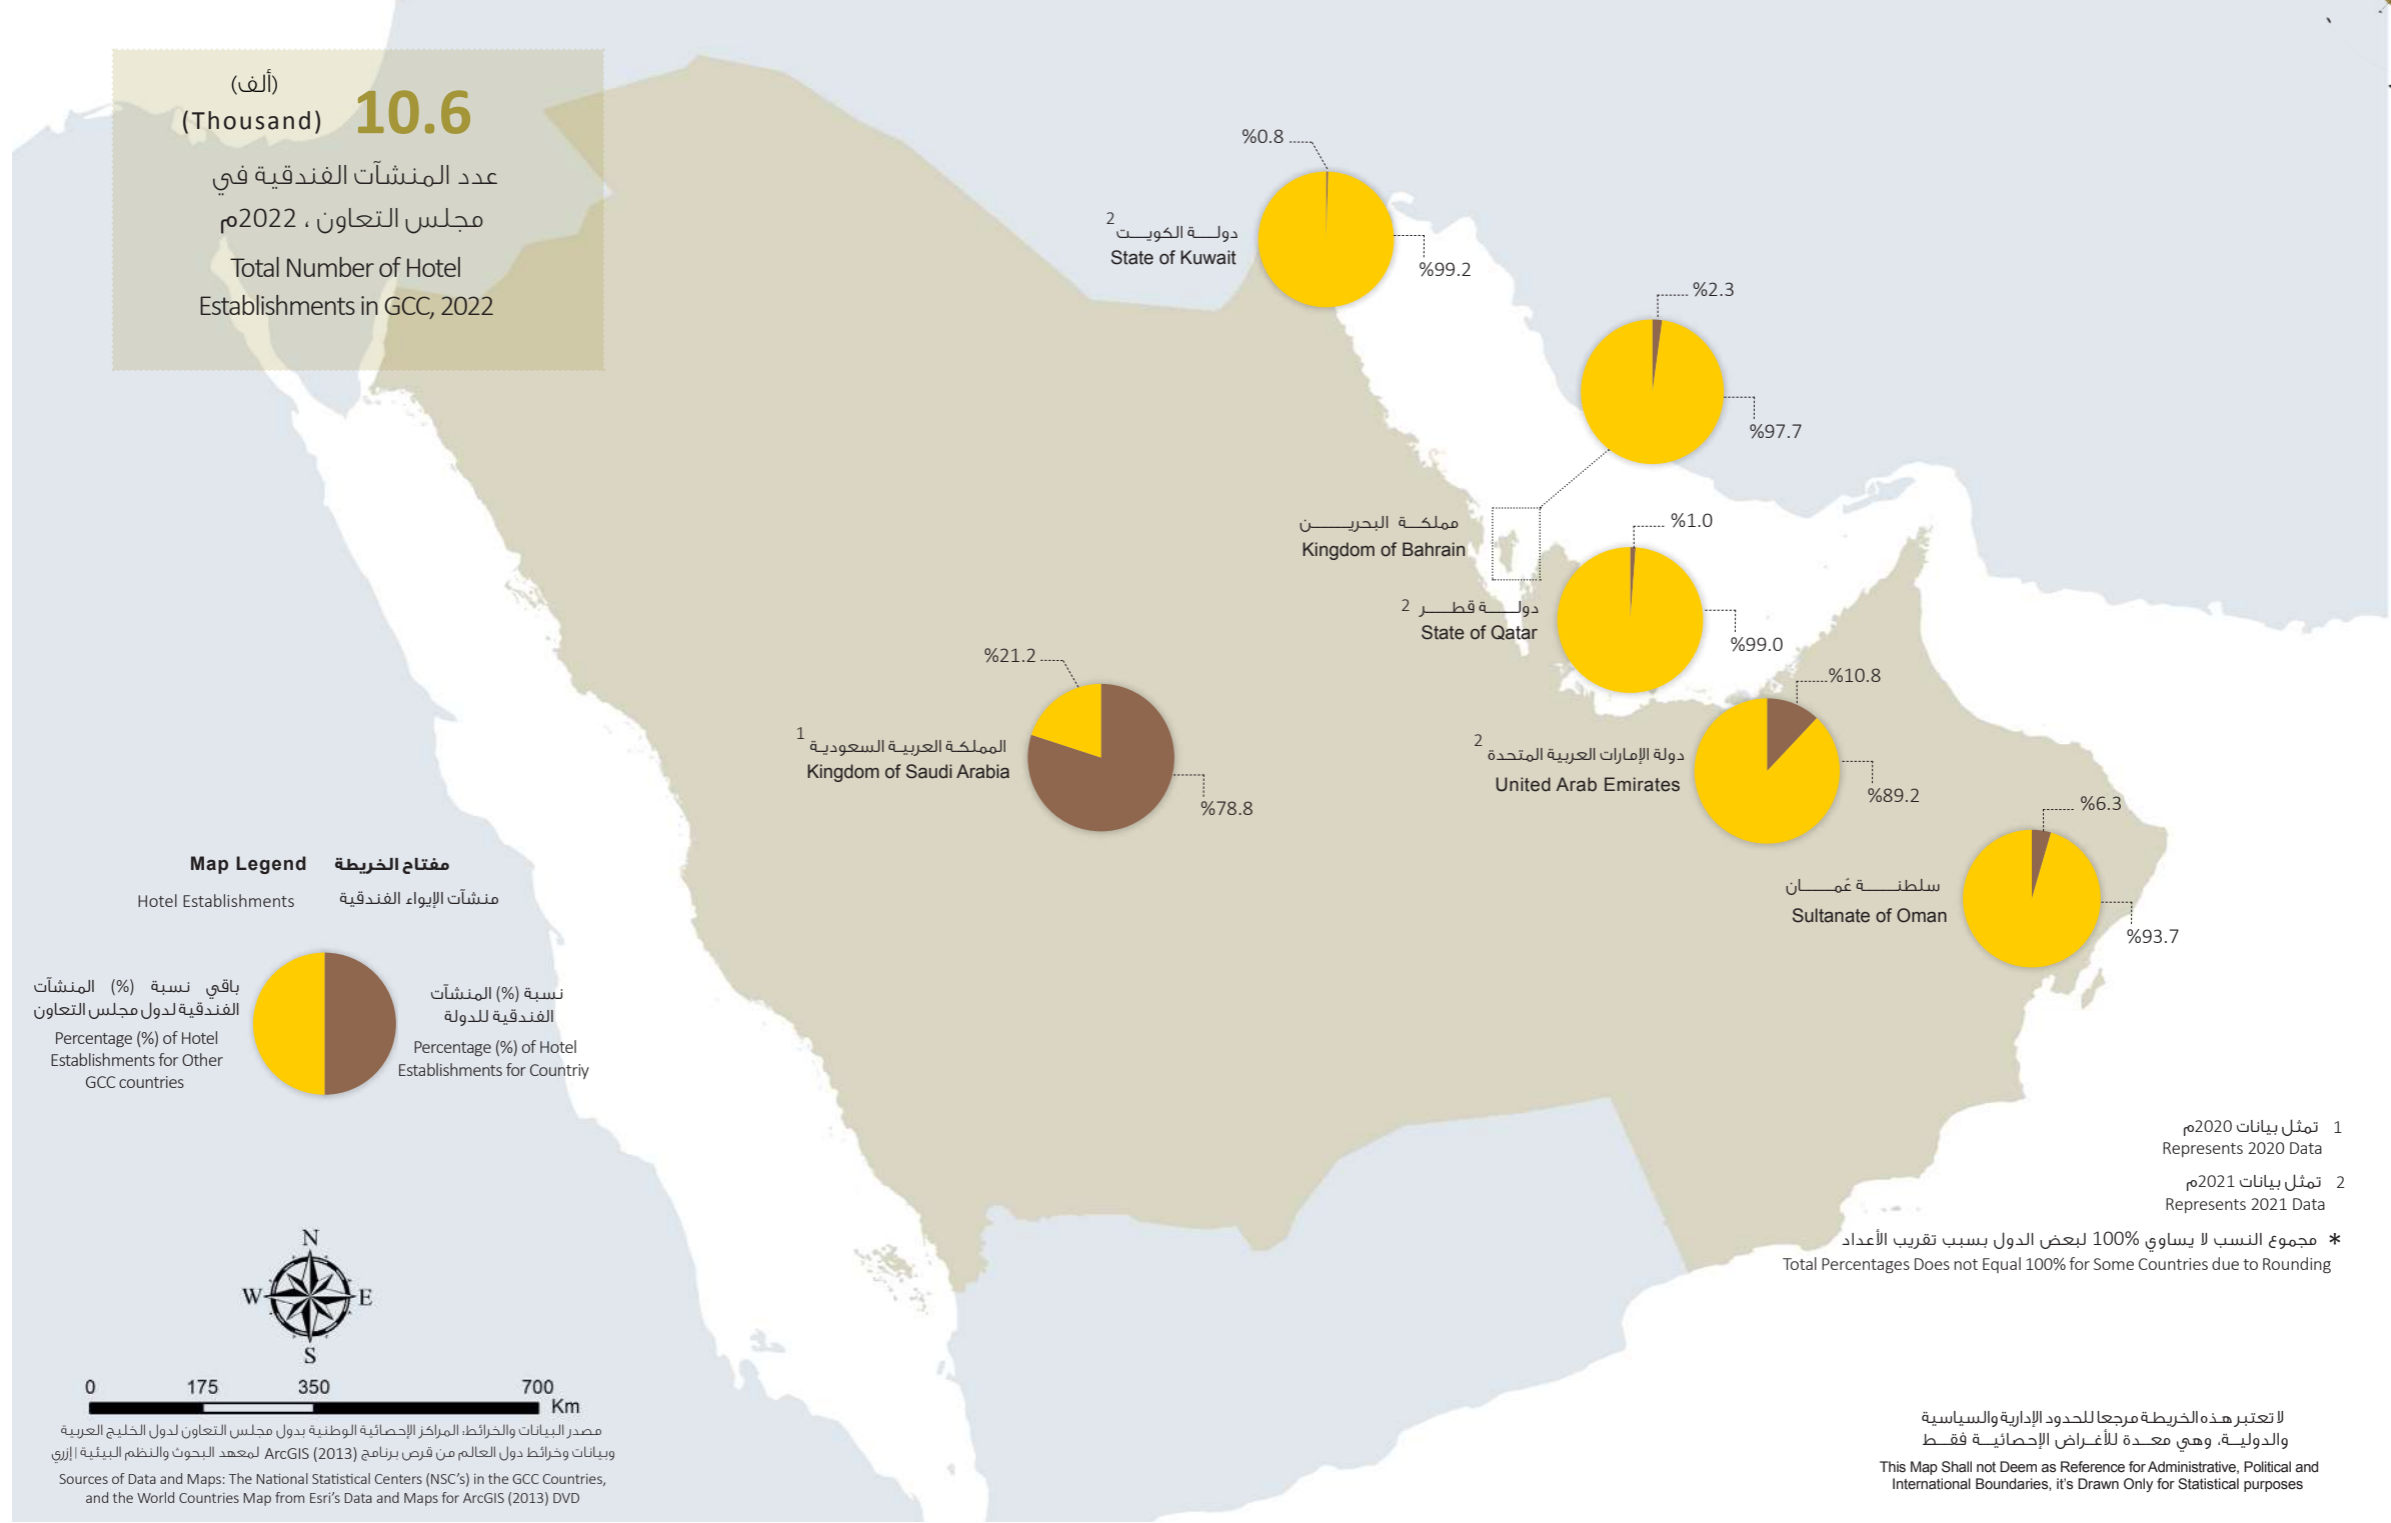 (ألف)
(Thousand)
10.6
عدد المنشآت الفندقية في
مجلس التعاون ، 2022م
Total Number of Hotel
Establishments in GCC, 2022
%0.8
2 دولـــة الكويـــت
State of Kuwait
%99.2
%2.3
%97.7
مملكـــة البحريـــــن
Kingdom of Bahrain
%1.0
دولـــــة قطـــــر 2
State of Qatar
%99.0
%21.2
1 المملكـة العربيـة السعوديـة
Kingdom of Saudi Arabia
%78.8
%10.8
2 دولة الإمارات العربية المتحدة
United Arab Emirates
%89.2
%6.3
سلطنـــــة عُمـــــان
Sultanate of Oman
%93.7
Map Legend مفتاح الخريطة
Hotel Establishments منشآت الإيواء الفندقية
باقي نسبة (%) المنشآت
الفندقية لدول مجلس التعاون
Percentage (%) of Hotel
Establishments for Other
GCC countries
نسبة (%) المنشآت
الفندقية للدولة
Percentage (%) of Hotel
Establishments for Countriy
1 تمثل بيانات 2020م
Represents 2020 Data
2 تمثل بيانات 2021م
Represents 2021 Data
* مجموع النسب لا يساوي %100 لبعض الدول بسبب تقريب الأعداد
Total Percentages Does not Equal 100% for Some Countries due to Rounding
N
W E
S
0 175 350 700
Km
مصدر البيانات والخرائط: المراكز الإحصائية الوطنية بدول مجلس التعاون لدول الخليج العربية
وبيانات وخرائط دول العالم من قرص برنامج ArcGIS (2013) لمعهد البحوث والنظم البيئية | إزري
Sources of Data and Maps: The National Statistical Centers (NSC's) in the GCC Countries,
and the World Countries Map from Esri's Data and Maps for ArcGIS (2013) DVD
لا تعتبر هـذه الخريطـة مرجعا للحدود الإدارية والسياسية
والدوليـــة، وهي معـــدة للأغـــراض الإحصائيـــة فقـــط
This Map Shall not Deem as Reference for Administrative, Political and
International Boundaries, it's Drawn Only for Statistical purposes